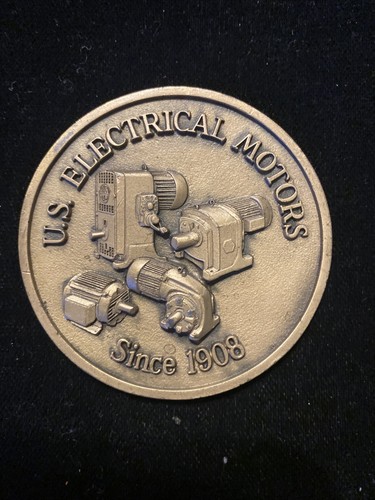 U.S. ELECTRICAL MOTORS
Since 1908